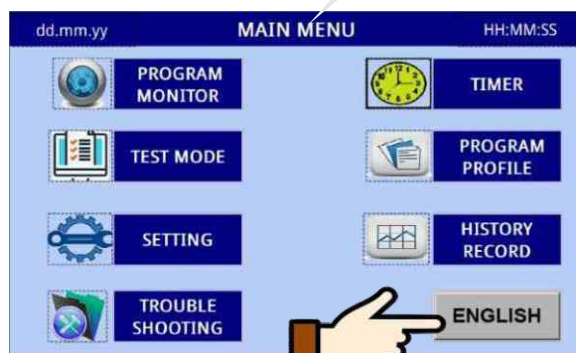 dd.mm.yy MAIN MENU HH:MM:SS
PROGRAM
MONITOR
TIMER
TEST MODE
PROGRAM
PROFILE
SETTING
HISTORY
RECORD
TROUBLE
SHOOTING
ENGLISH